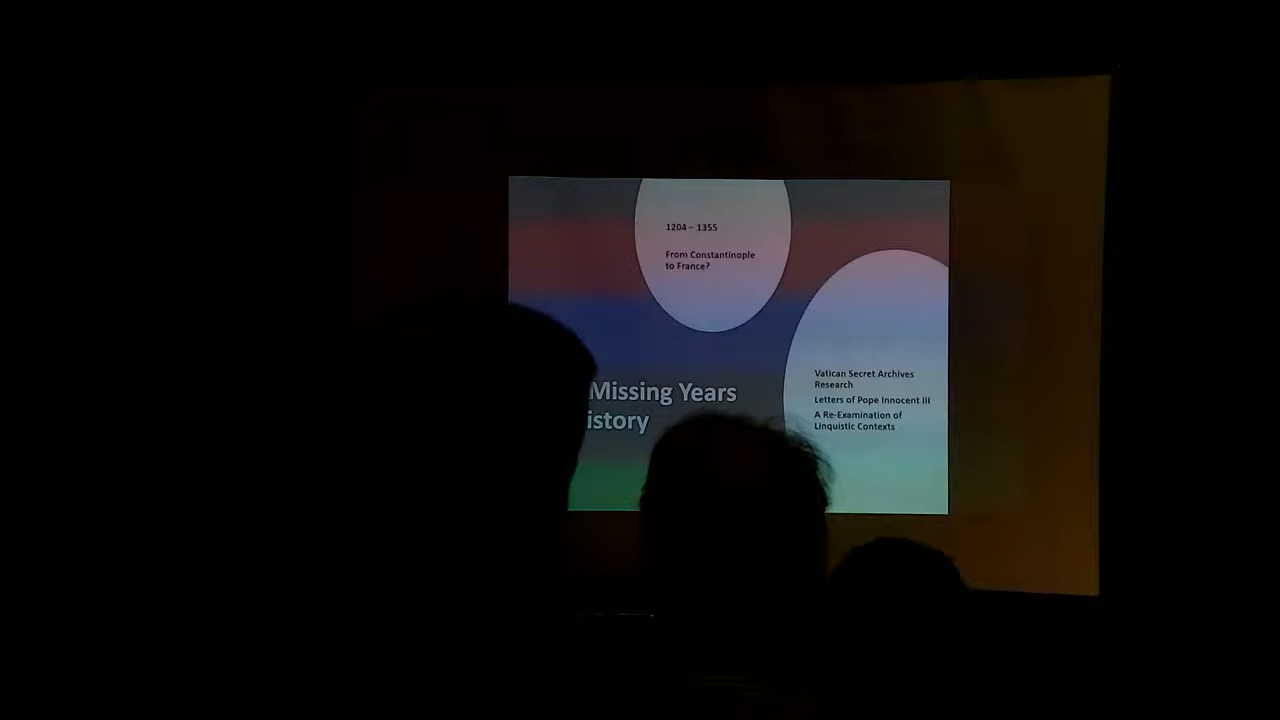 1204 – 1355
From Constantinople
to France?
Missing Years
istory
Vatican Secret Archives
Research
Letters of Pope Innocent III
A Re-Examination of
Linguistic Contexts